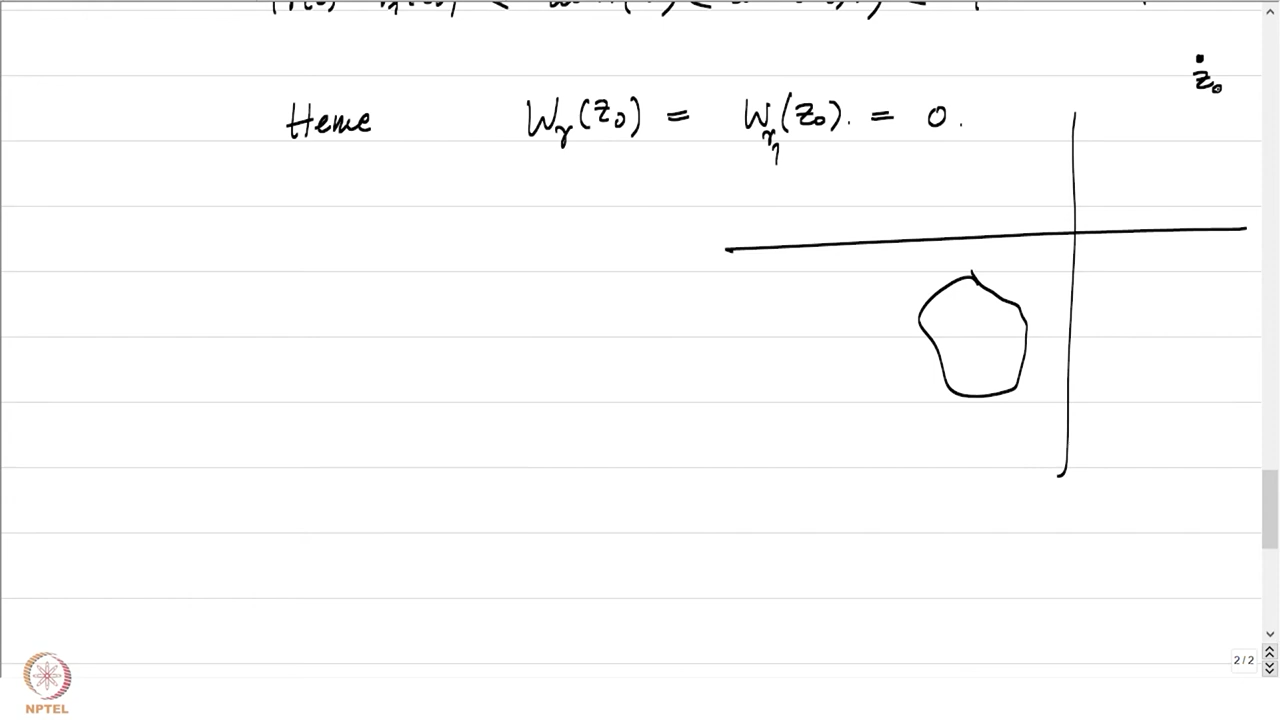 z₀
Hence W_γ(z₀) = W_γ₁(z₀). = 0.
2/2
NPTEL